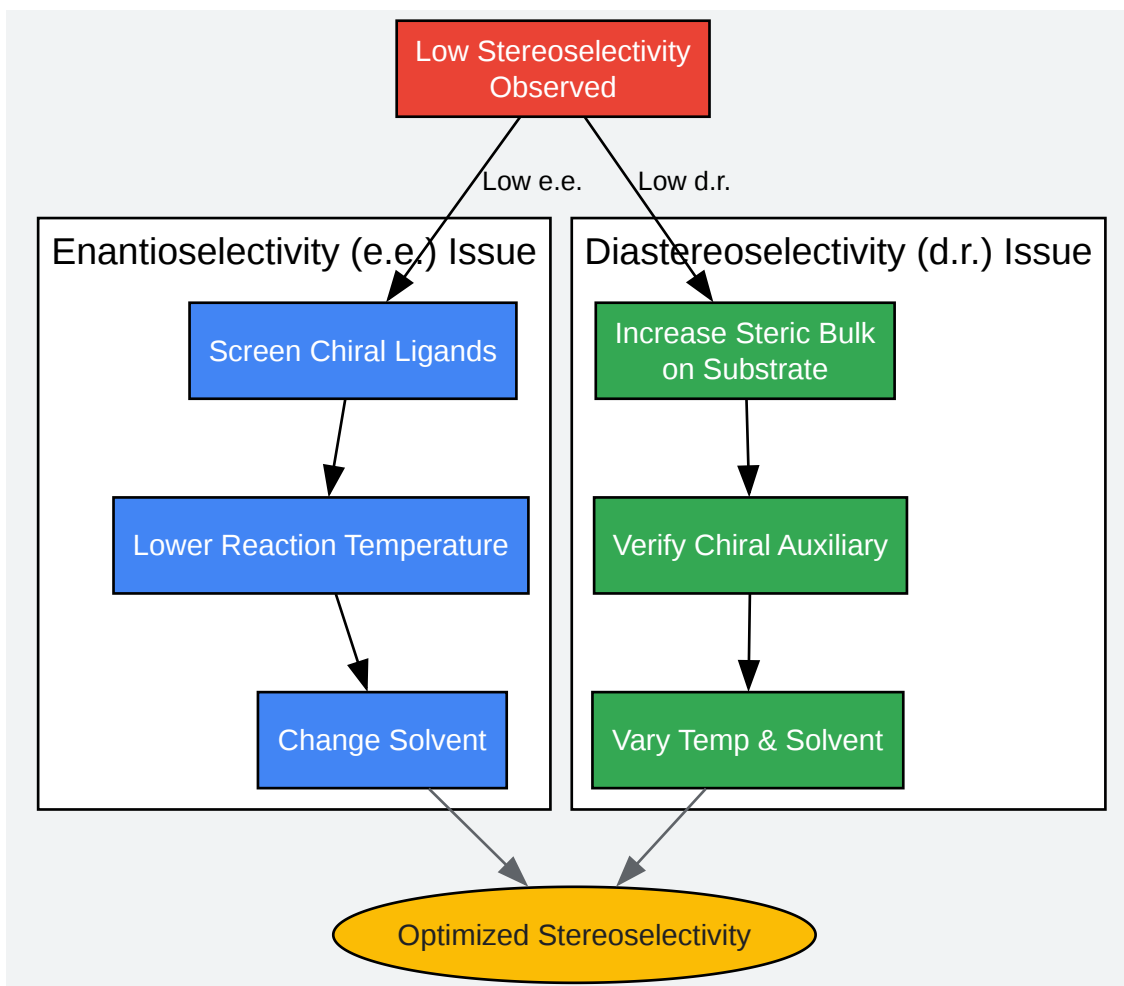 Low Stereoselectivity
Observed
Low e.e.
Low d.r.
Enantioselectivity (e.e.) Issue
Screen Chiral Ligands
Lower Reaction Temperature
Change Solvent
Diastereoselectivity (d.r.) Issue
Increase Steric Bulk
on Substrate
Verify Chiral Auxiliary
Vary Temp & Solvent
Optimized Stereoselectivity